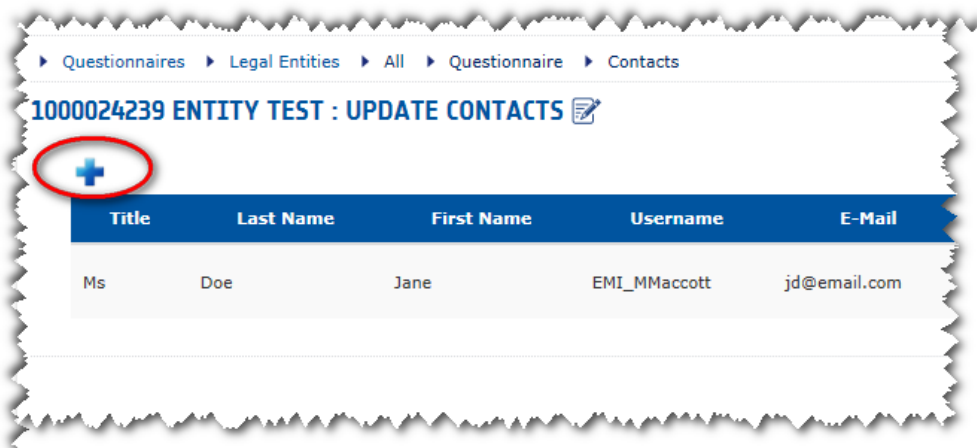 Questionnaires Legal Entities All Questionnaire Contacts
1000024239 ENTITY TEST : UPDATE CONTACTS
Title Last Name First Name Username E-Mail
Ms Doe Jane EMI_MMaccott jd@email.com